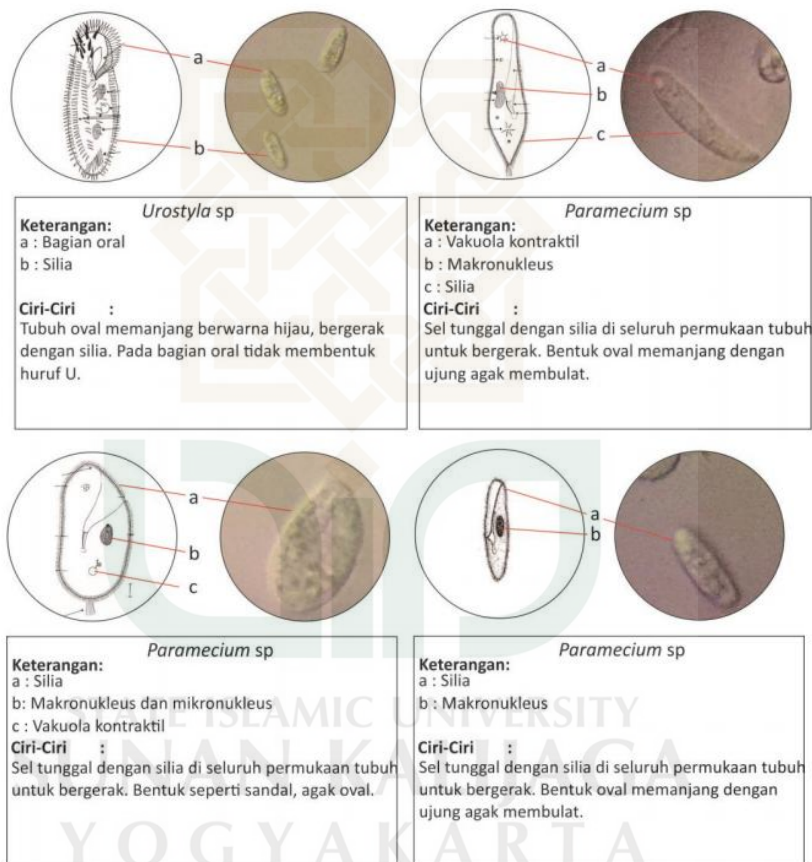 a
b
a
b
c
Urostyla sp
Keterangan:
a : Bagian oral
b : Silia
Ciri-Ciri :
Tubuh oval memanjang berwarna hijau, bergerak
dengan silia. Pada bagian oral tidak membentuk
huruf U.
Paramecium sp
Keterangan:
a : Vakuola kontraktil
b : Makronukleus
c : Silia
Ciri-Ciri :
Sel tunggal dengan silia di seluruh permukaan tubuh
untuk bergerak. Bentuk oval memanjang dengan
ujung agak membulat.
a
b
c
a
b
Paramecium sp
Keterangan:
a : Silia
b: Makronukleus dan mikronukleus
c : Vakuola kontraktil
Ciri-Ciri :
Sel tunggal dengan silia di seluruh permukaan tubuh
untuk bergerak. Bentuk seperti sandal, agak oval.
Paramecium sp
Keterangan:
a : Silia
b : Makronukleus
Ciri-Ciri :
Sel tunggal dengan silia di seluruh permukaan tubuh
untuk bergerak. Bentuk oval memanjang dengan
ujung agak membulat.
STATE ISLAMIC UNIVERSITY
SUNAN KALIJAGA
YOGYAKARTA